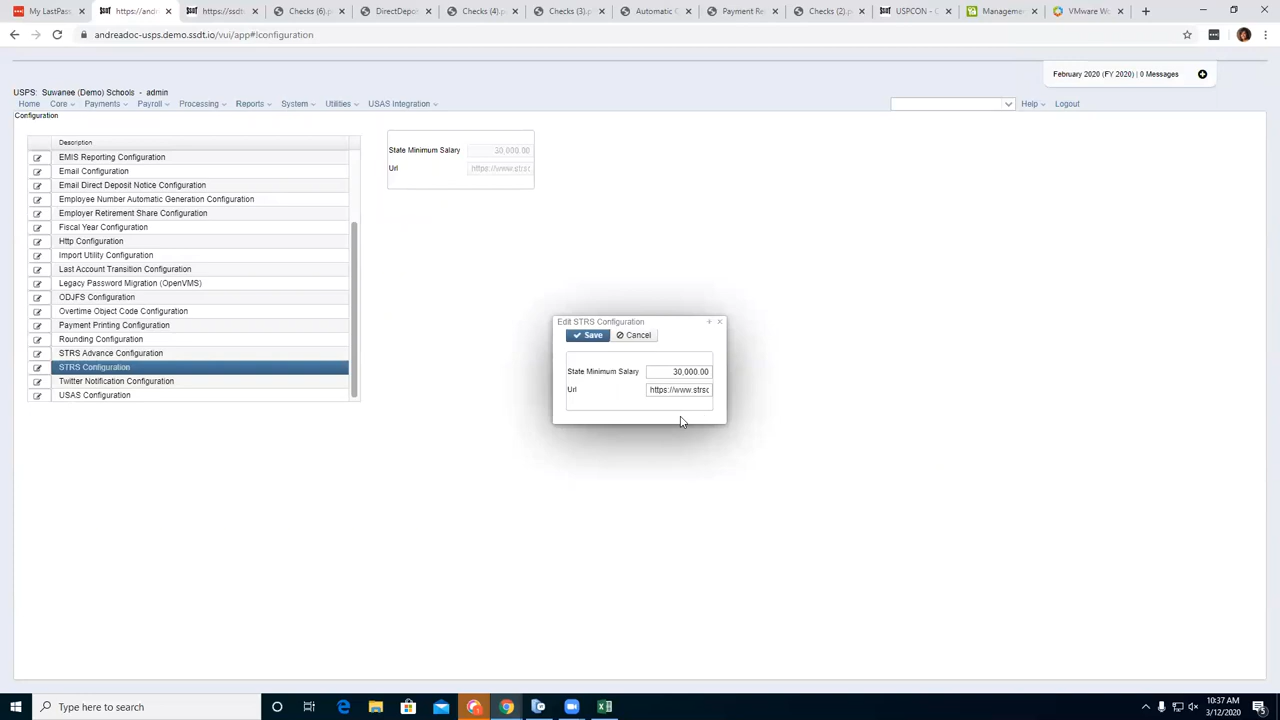 My LastPass
https://andr
https://ssdt
Checks (6).p
DirectDepos
Checks (4).p
Checks (3).p
Automatic C
Payment Re
Checks (2).p
USPCON - C
Management
VMware Wo
andreadoc-usps.demo.ssdt.io/vui/app#!configuration
February 2020 (FY 2020) | 0 Messages
USPS: Suwanee (Demo) Schools - admin
Home Core Payments Payroll Processing Reports System Utilities USAS Integration Help Logout
Configuration
Description
EMIS Reporting Configuration
Email Configuration
Email Direct Deposit Notice Configuration
Employee Number Automatic Generation Configuration
Employer Retirement Share Configuration
Fiscal Year Configuration
Http Configuration
Import Utility Configuration
Last Account Transition Configuration
Legacy Password Migration (OpenVMS)
ODJFS Configuration
Overtime Object Code Configuration
Payment Printing Configuration
Rounding Configuration
STRS Advance Configuration
STRS Configuration
Twitter Notification Configuration
USAS Configuration
State Minimum Salary 30,000.00
Url https://www.strsc
Edit STRS Configuration
Save Cancel
State Minimum Salary 30,000.00
Url https://www.strsc
Type here to search
10:37 AM
3/12/2020